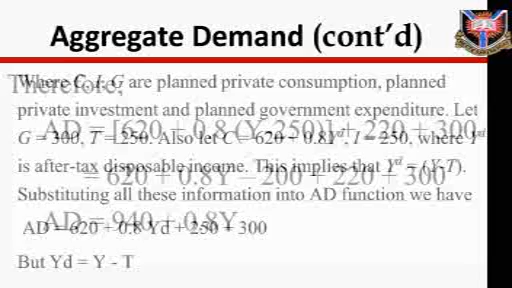 Aggregate Demand (cont'd)
Therefore,
Where C, I, G are planned private consumption, planned
private investment and planned government expenditure. Let
AD = [620 + 0.8 (Y-250)] + 220 + 300
G = 300, T = 250. Also let C = 620 + 0.8Yd, I = 250, where Yd
is after-tax disposable income. This implies that Yd = (Y-T).
= 620 + 0.8Y – 200 + 220 + 300
Substituting all these information into AD function we have
AD = 940 + 0.8Y
AD = 620 + 0.8 Yd + 250 + 300
But Yd = Y - T